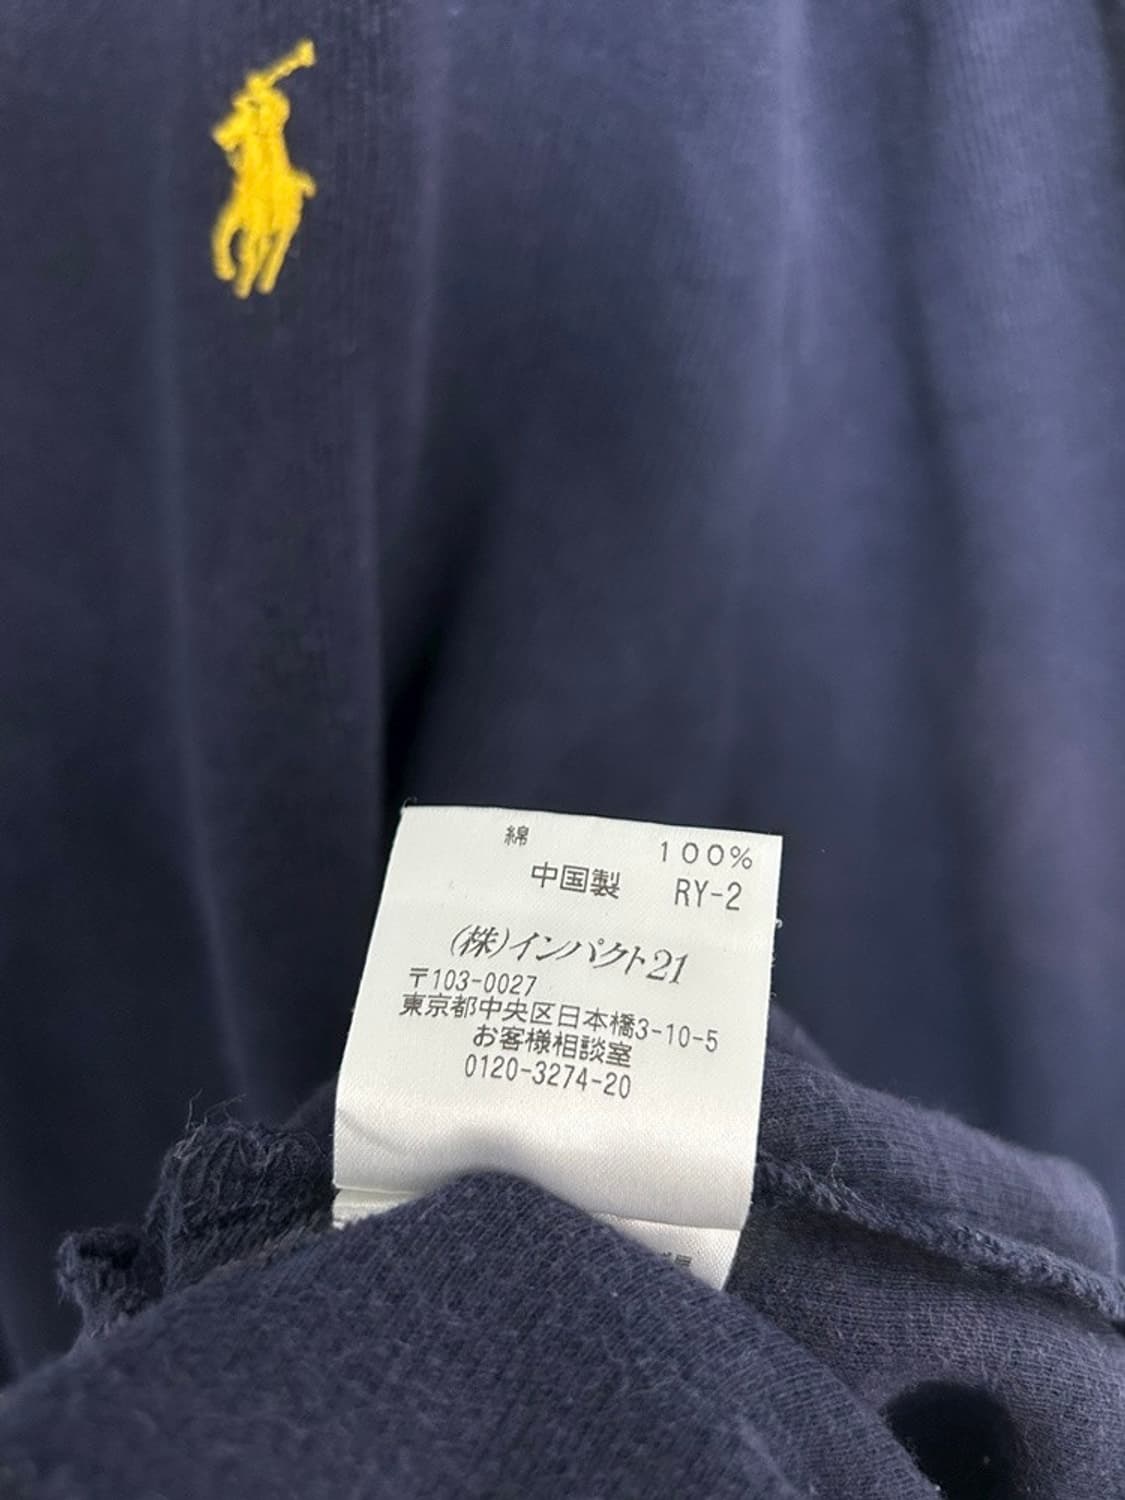 綿 100%
中国製 RY-2
(株)インパクト21
〒103-0027
東京都中央区日本橋3-10-5
お客様相談室
0120-3274-20